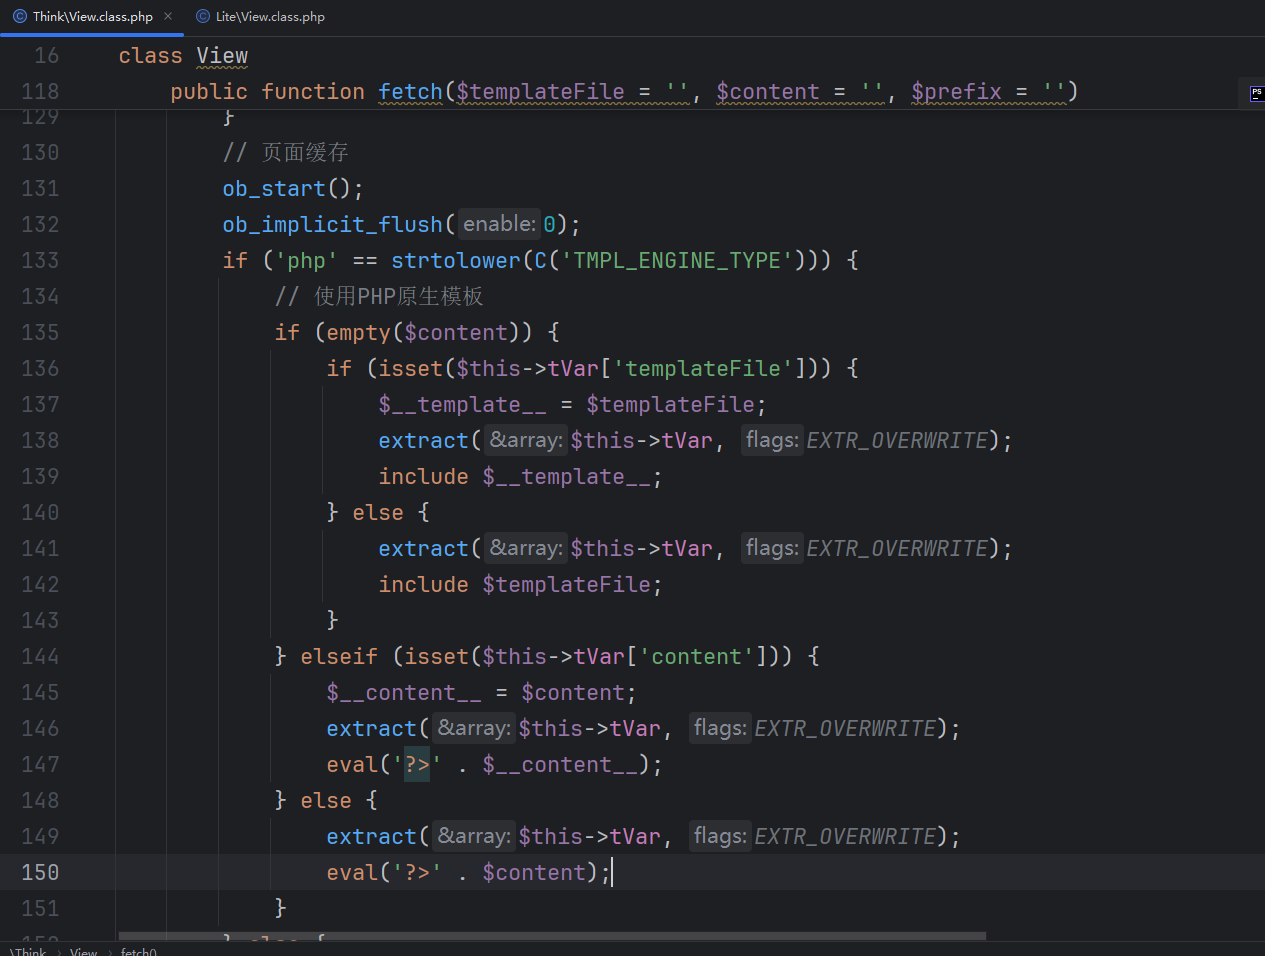 Think\View.class.php
Lite\View.class.php
16 class View
118 public function fetch($templateFile = '', $content = '', $prefix = '')
PS
129 }
130 // 页面缓存
131 ob_start();
132 ob_implicit_flush( enable: 0);
133 if ('php' == strtolower(C('TMPL_ENGINE_TYPE'))) {
134 // 使用PHP原生模板
135 if (empty($content)) {
136 if (isset($this->tVar['templateFile'])) {
137 $__template__ = $templateFile;
138 extract( &array: $this->tVar, flags: EXTR_OVERWRITE);
139 include $__template__;
140 } else {
141 extract( &array: $this->tVar, flags: EXTR_OVERWRITE);
142 include $templateFile;
143 }
144 } elseif (isset($this->tVar['content'])) {
145 $__content__ = $content;
146 extract( &array: $this->tVar, flags: EXTR_OVERWRITE);
147 eval('?>' . $__content__);
148 } else {
149 extract( &array: $this->tVar, flags: EXTR_OVERWRITE);
150 eval('?>' . $content);
151 }
152 } else {
\Think > View > fetch()